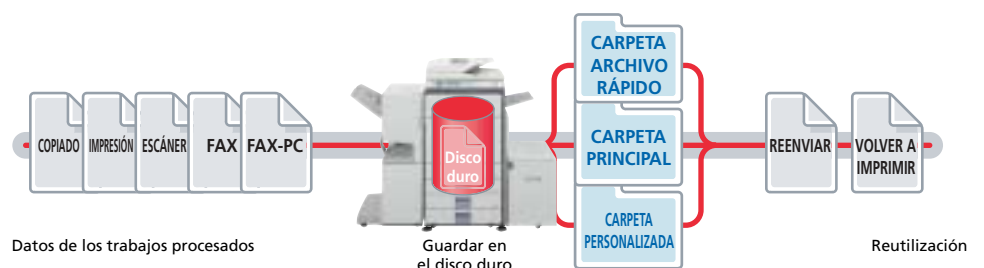 COPIADO
IMPRESIÓN
ESCÁNER
FAX
FAX-PC
Disco
duro
CARPETA
ARCHIVO
RÁPIDO
CARPETA
PRINCIPAL
CARPETA
PERSONALIZADA
REENVIAR
VOLVER A
IMPRIMIR
Datos de los trabajos procesados
Guardar en
el disco duro
Reutilización